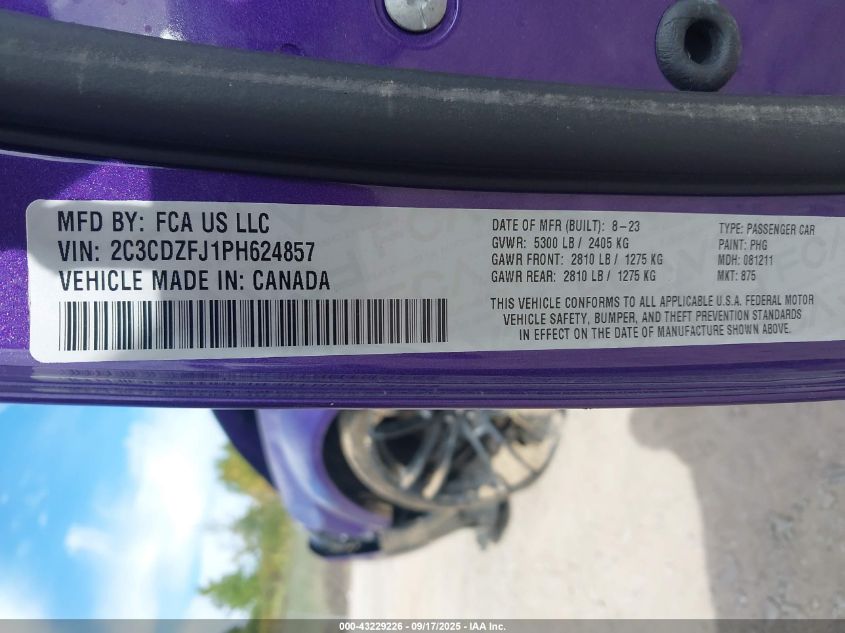 MFD BY: FCA US LLC
VIN: 2C3CDZFJ1PH624857
VEHICLE MADE IN: CANADA
DATE OF MFR (BUILT): 8-23
GVWR: 5300 LB / 2405 KG
GAWR FRONT: 2810 LB / 1275 KG
GAWR REAR: 2810 LB / 1275 KG
TYPE: PASSENGER CAR
PAINT: PHG
MDH: 081211
MKT: 875
THIS VEHICLE CONFORMS TO ALL APPLICABLE U.S.A. FEDERAL MOTOR
VEHICLE SAFETY, BUMPER, AND THEFT PREVENTION STANDARDS
IN EFFECT ON THE DATE OF MANUFACTURE SHOWN ABOVE.
000-43229226 - 09/17/2025 - IAA Inc.